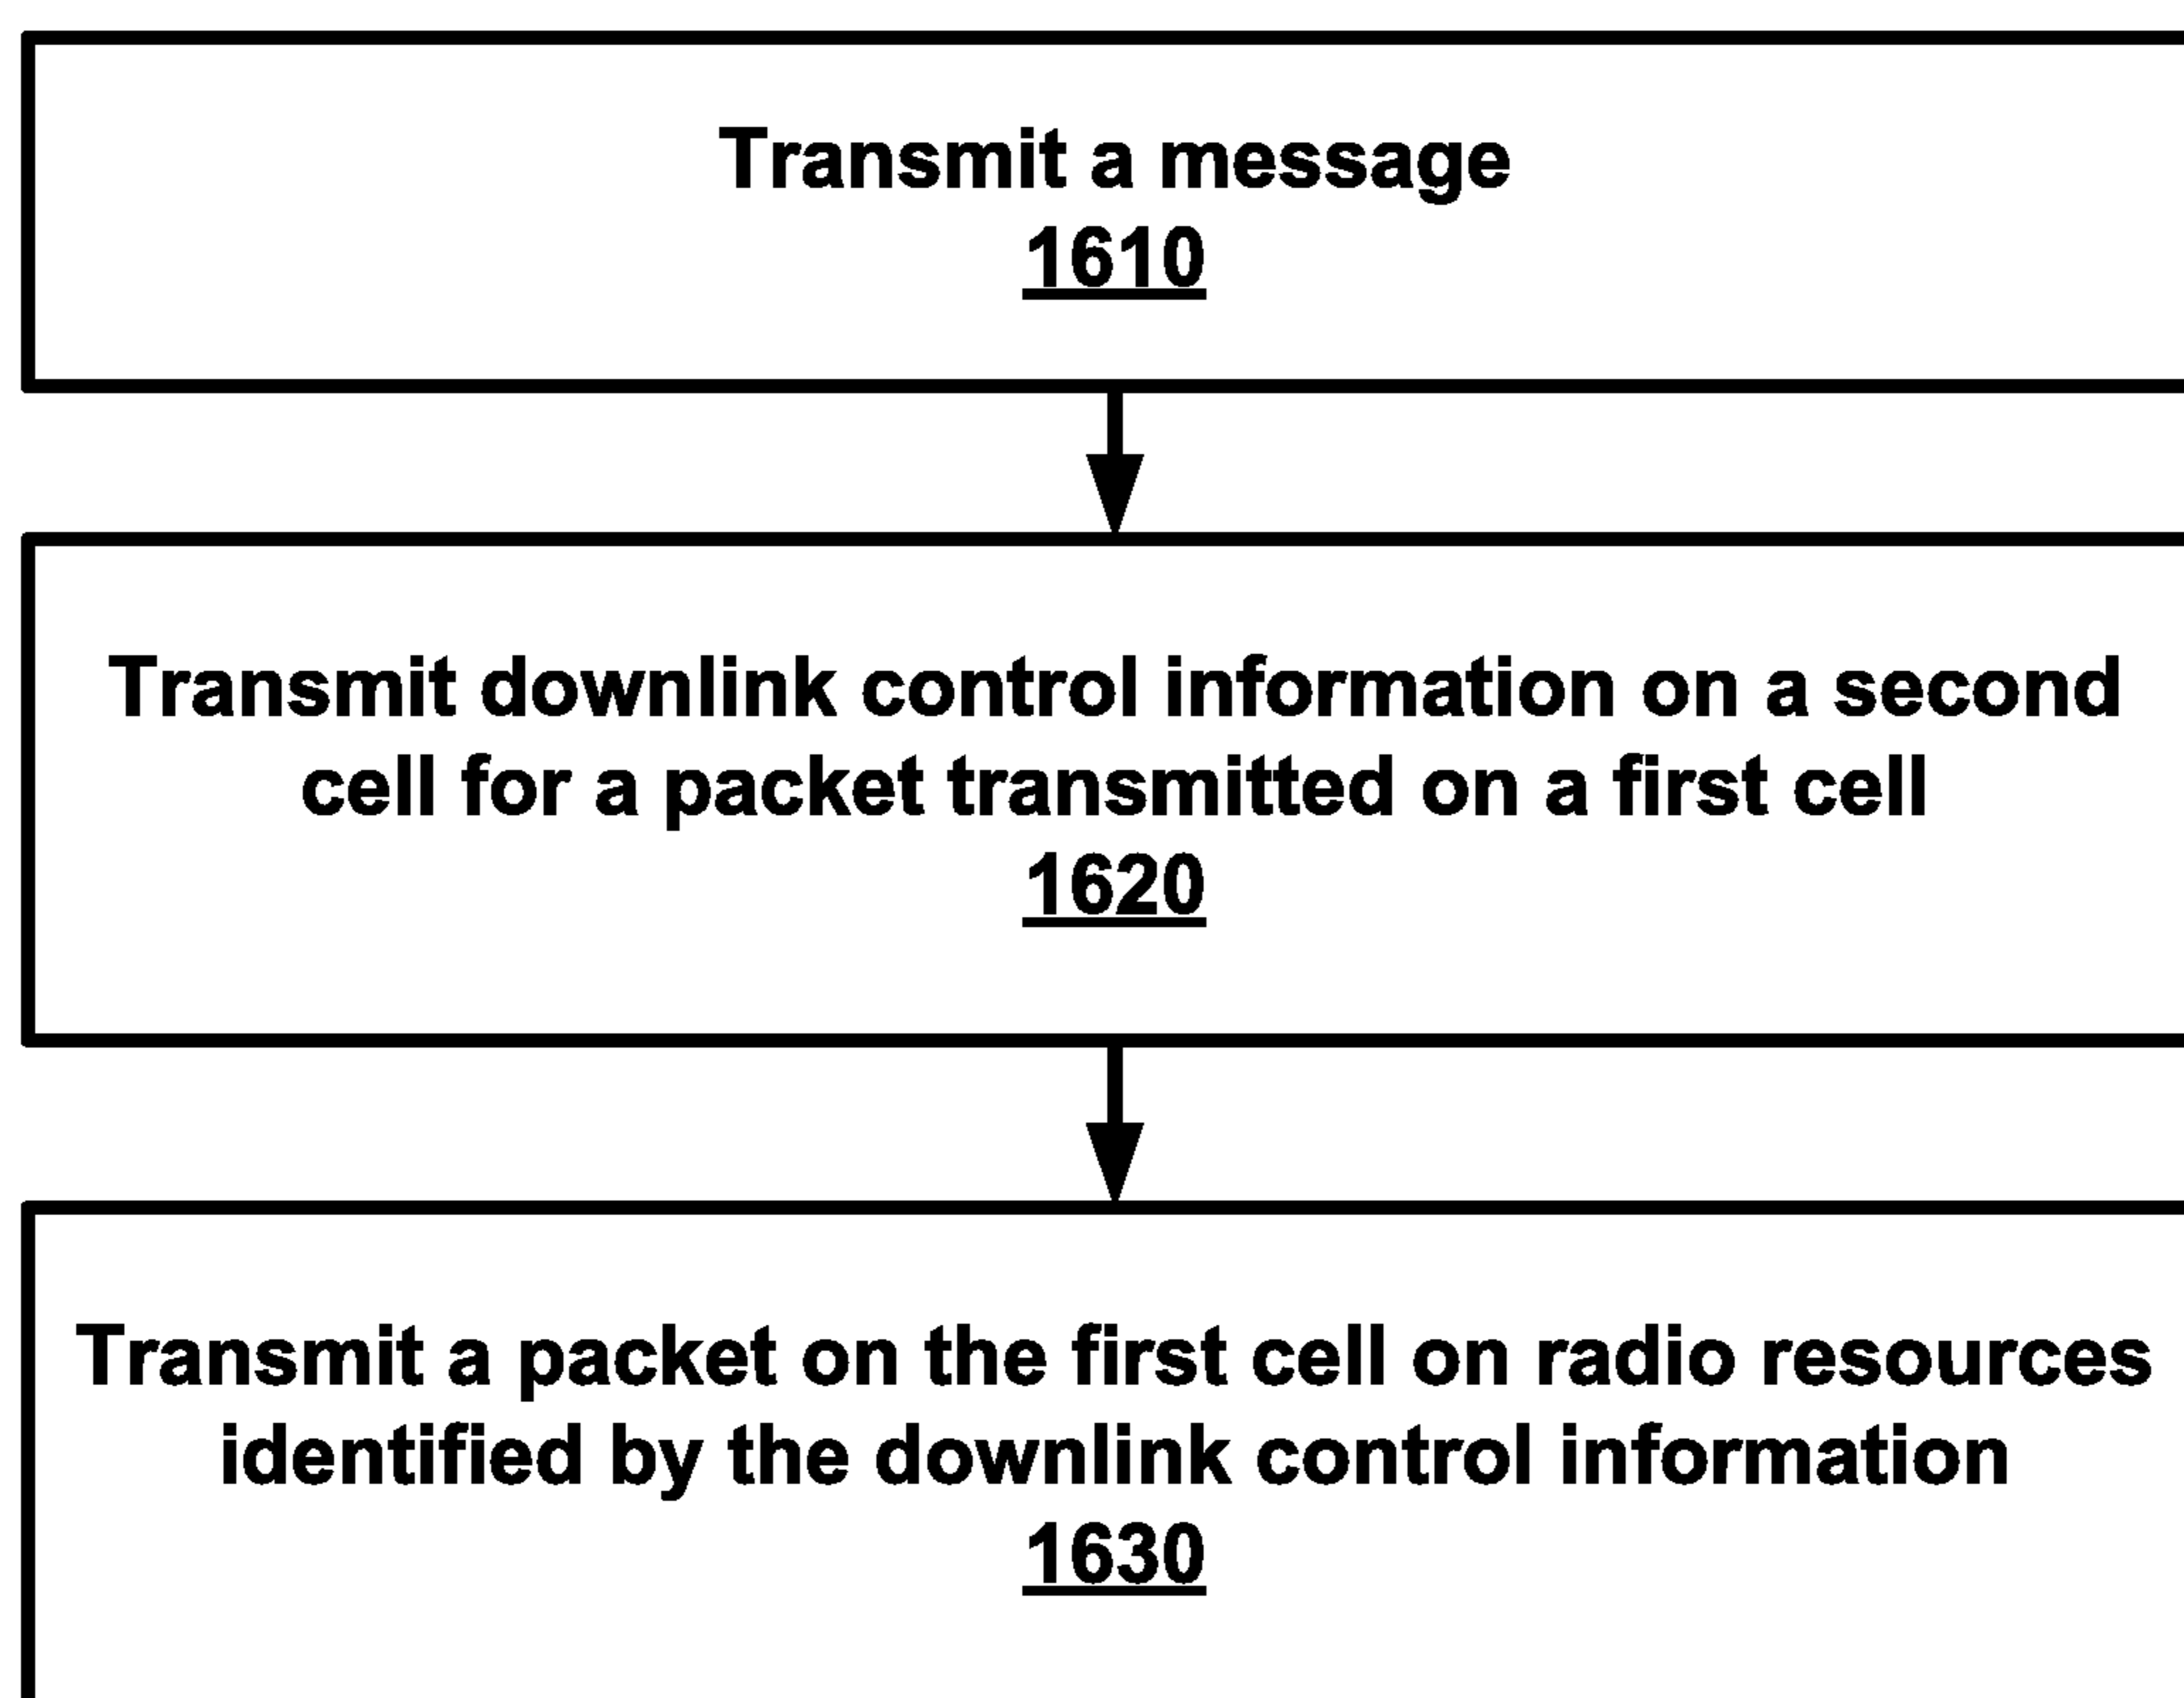 Transmit a message
1610
Transmit downlink control information on a second
cell for a packet transmitted on a first cell
1620
Transmit a packet on the first cell on radio resources
identified by the downlink control information
1630